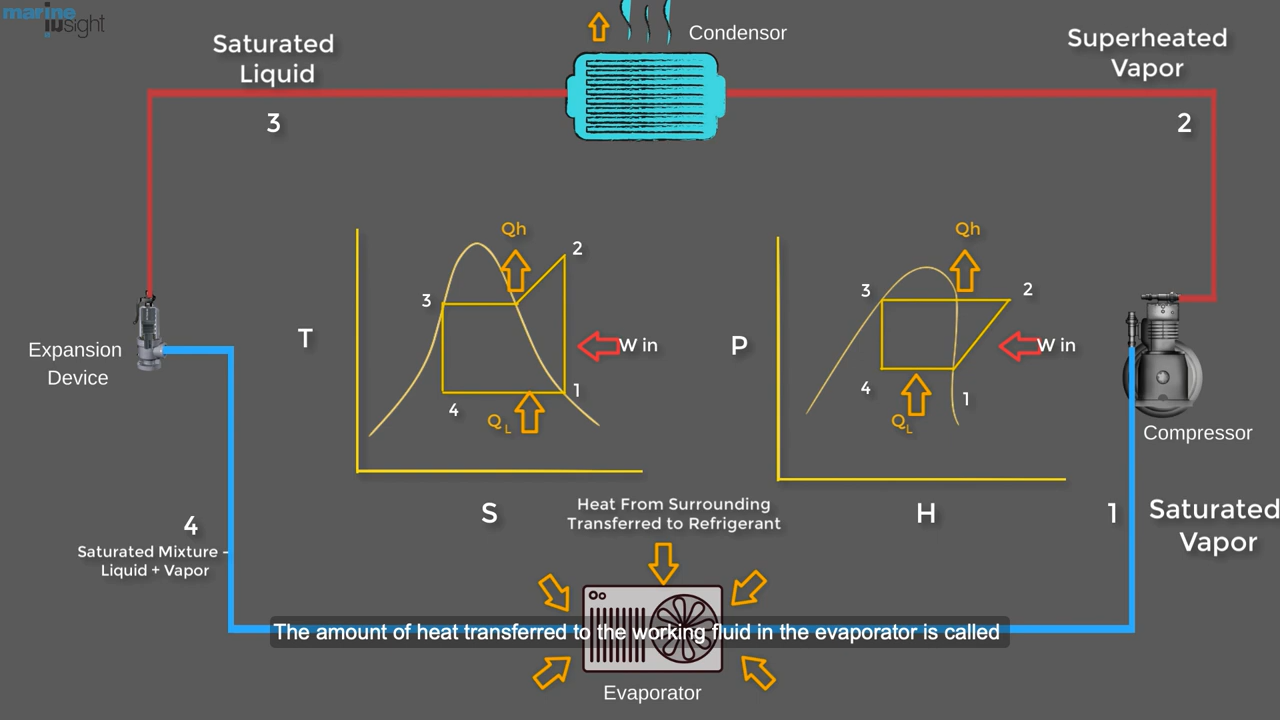 marine
insight
Condensor
Saturated
Liquid
3
Superheated
Vapor
2
Expansion
Device
Qh
2
3
T
W in
1
4
QL
S
Qh
2
3
P
W in
4
1
QL
H
Compressor
4
Saturated Mixture -
Liquid + Vapor
Heat From Surrounding
Transferred to Refrigerant
1
Saturated
Vapor
The amount of heat transferred to the working fluid in the evaporator is called
Evaporator